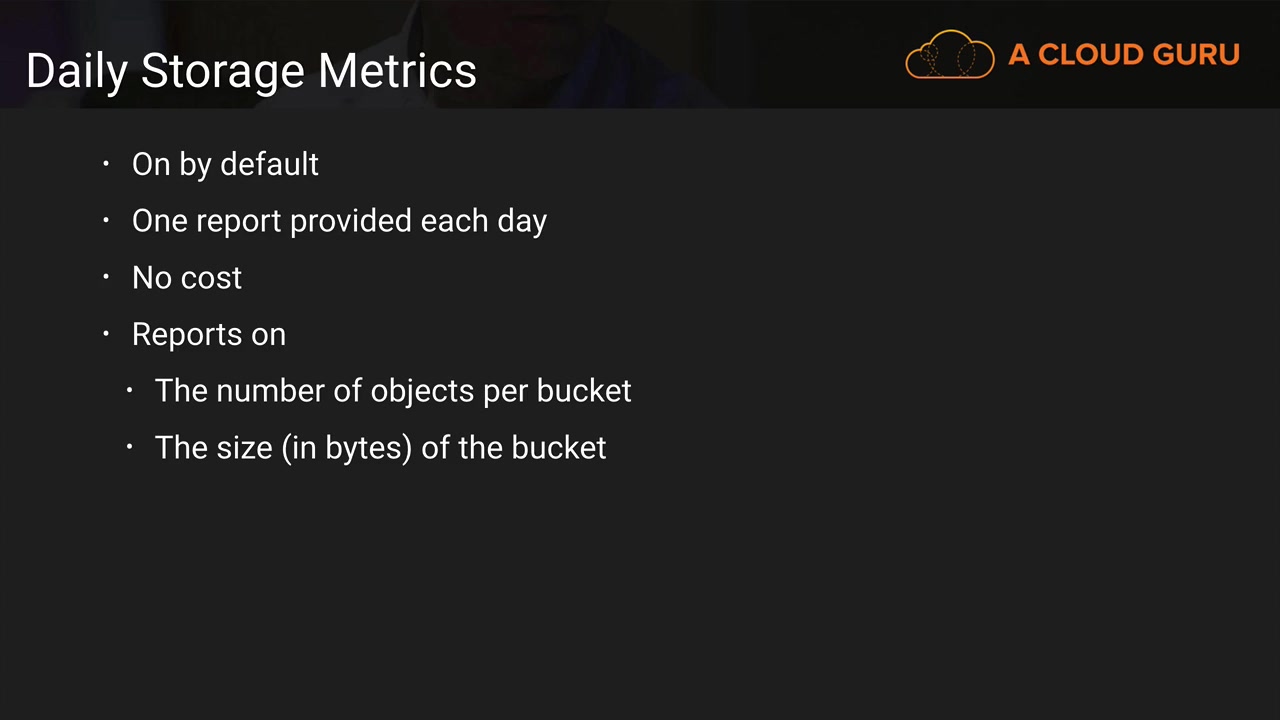 Daily Storage Metrics
A CLOUD GURU
• On by default
• One report provided each day
• No cost
• Reports on
• The number of objects per bucket
• The size (in bytes) of the bucket